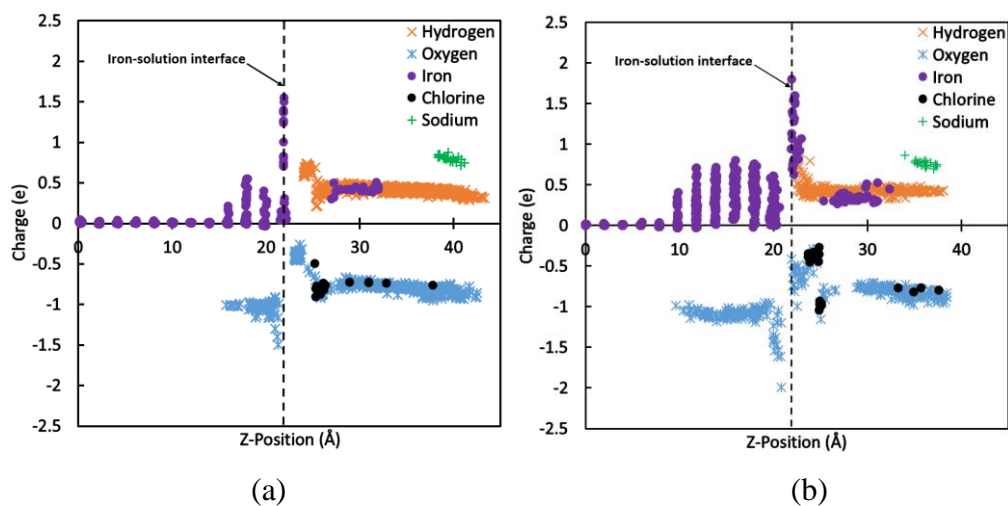 2.5
2
1.5
1
0.5
0
-0.5
-1
-1.5
-2
-2.5
0 10 20 30 40
Charge (e)
Z-Position (Å)
Iron-solution interface
Hydrogen
Oxygen
Iron
Chlorine
Sodium
(a)
2.5
2
1.5
1
0.5
0
-0.5
-1
-1.5
-2
-2.5
0 10 20 30 40
Charge (e)
Z-Position (Å)
Iron-solution interface
Hydrogen
Oxygen
Iron
Chlorine
Sodium
(b)